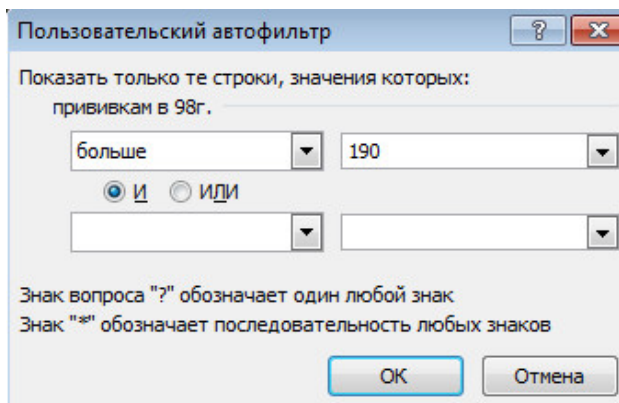 Пользовательский автофильтр
Показать только те строки, значения которых:
прививкам в 98г.
больше 190
И ИЛИ
Знак вопроса "?" обозначает один любой знак
Знак "*" обозначает последовательность любых знаков
ОК Отмена